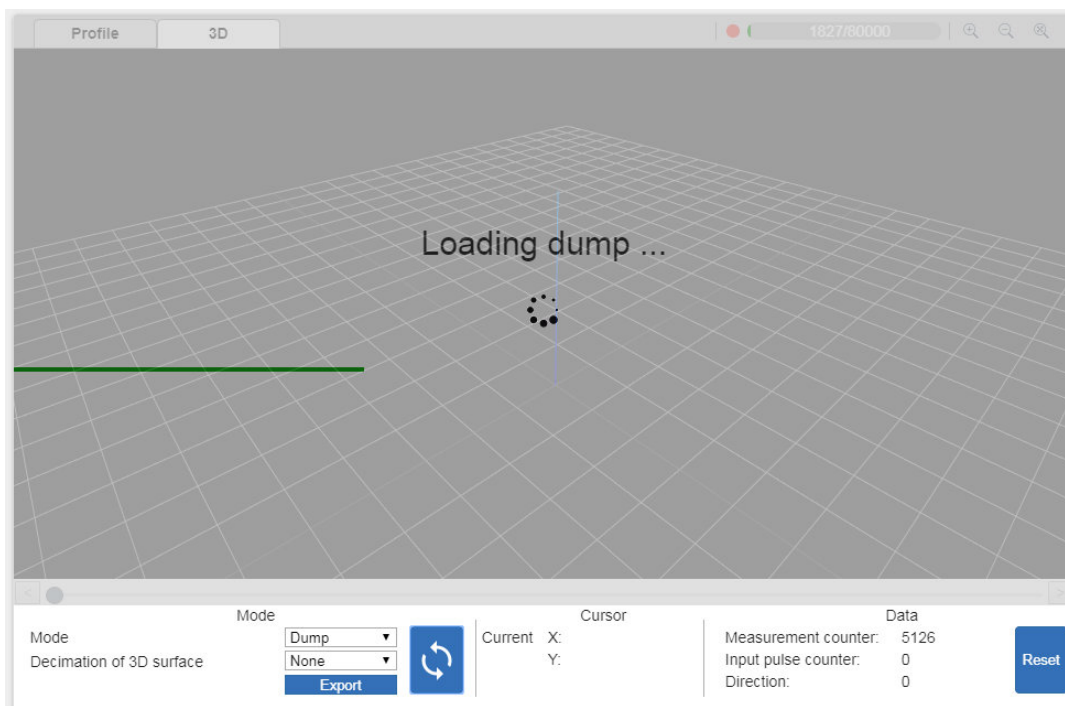 Profile 3D 1827/80000
Loading dump ...
< >
Mode Cursor Data
Mode Dump Current X: Measurement counter: 5126
Decimation of 3D surface None Y: Input pulse counter: 0 Reset
Export Direction: 0